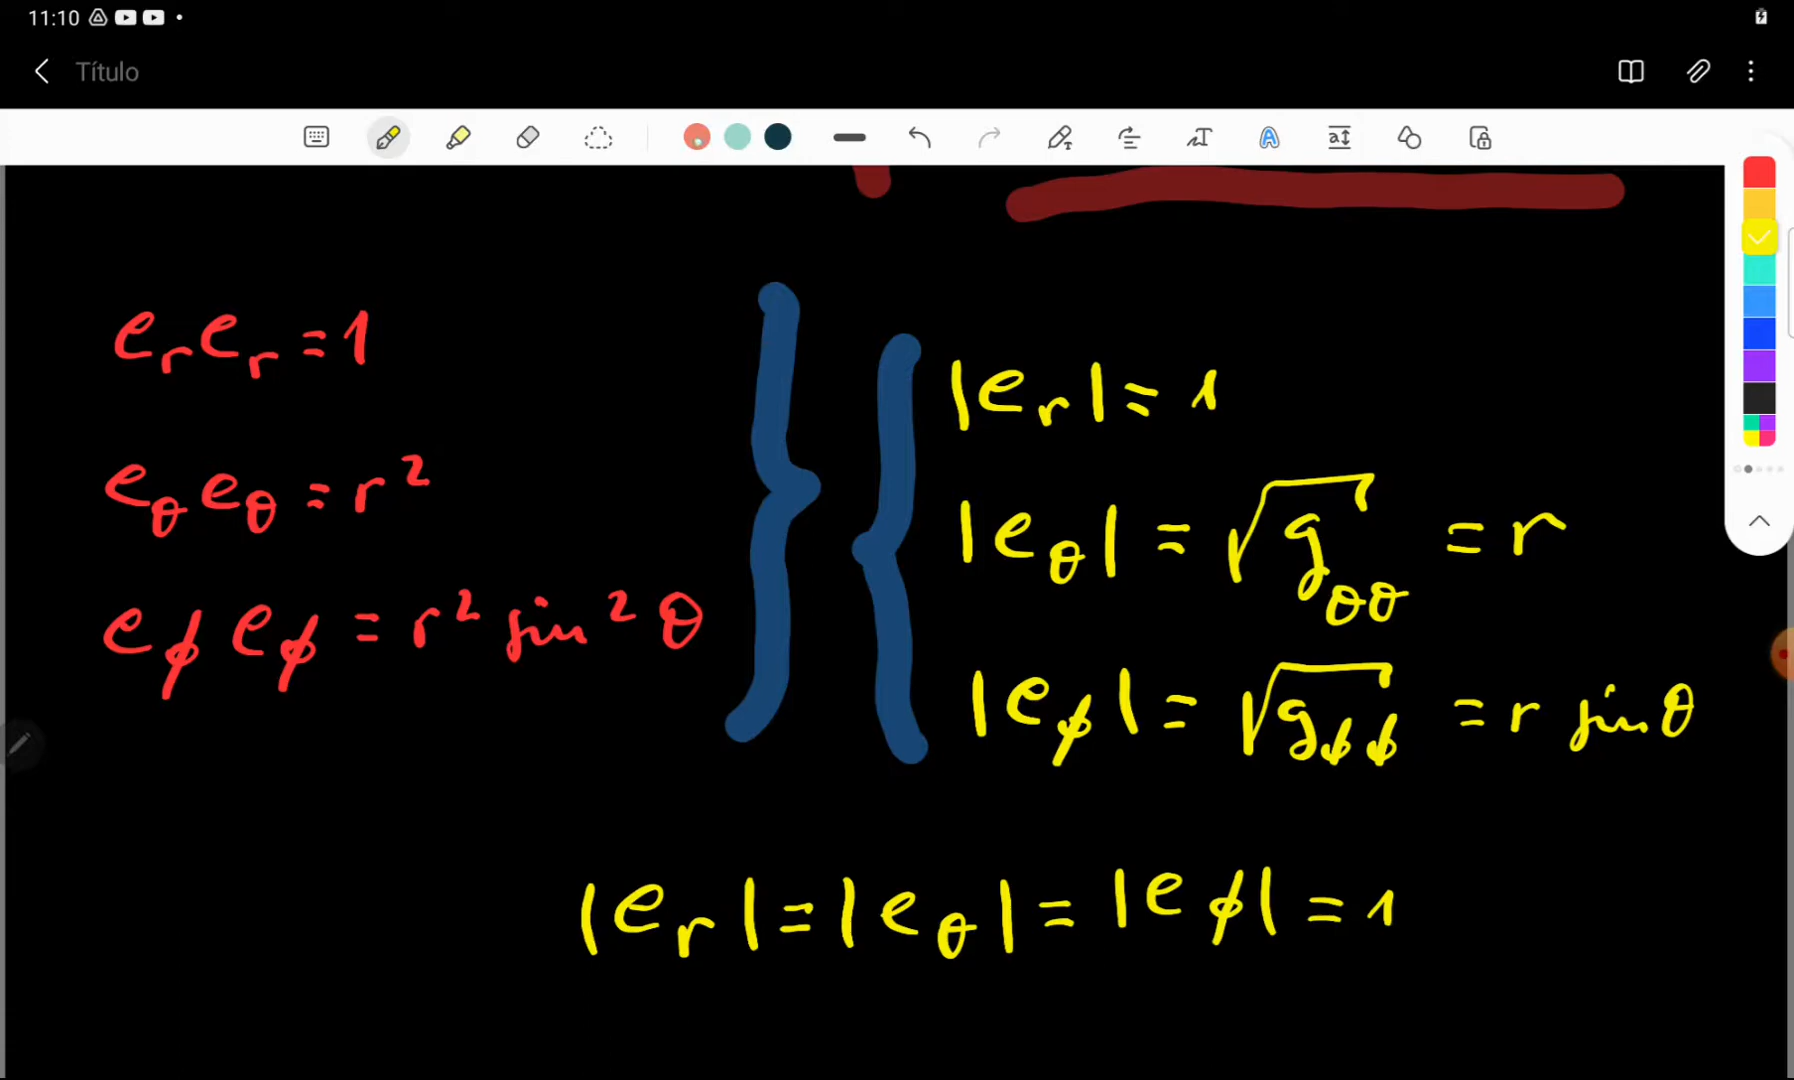 11:10
Título
e_r e_r = 1
e_θ e_θ = r²
e_ϕ e_ϕ = r² sin² θ
|e_r| = 1
|e_θ| = √g_θθ = r
|e_ϕ| = √g_ϕϕ = r sin θ
|e_r| = |e_θ| = |e_ϕ| = 1